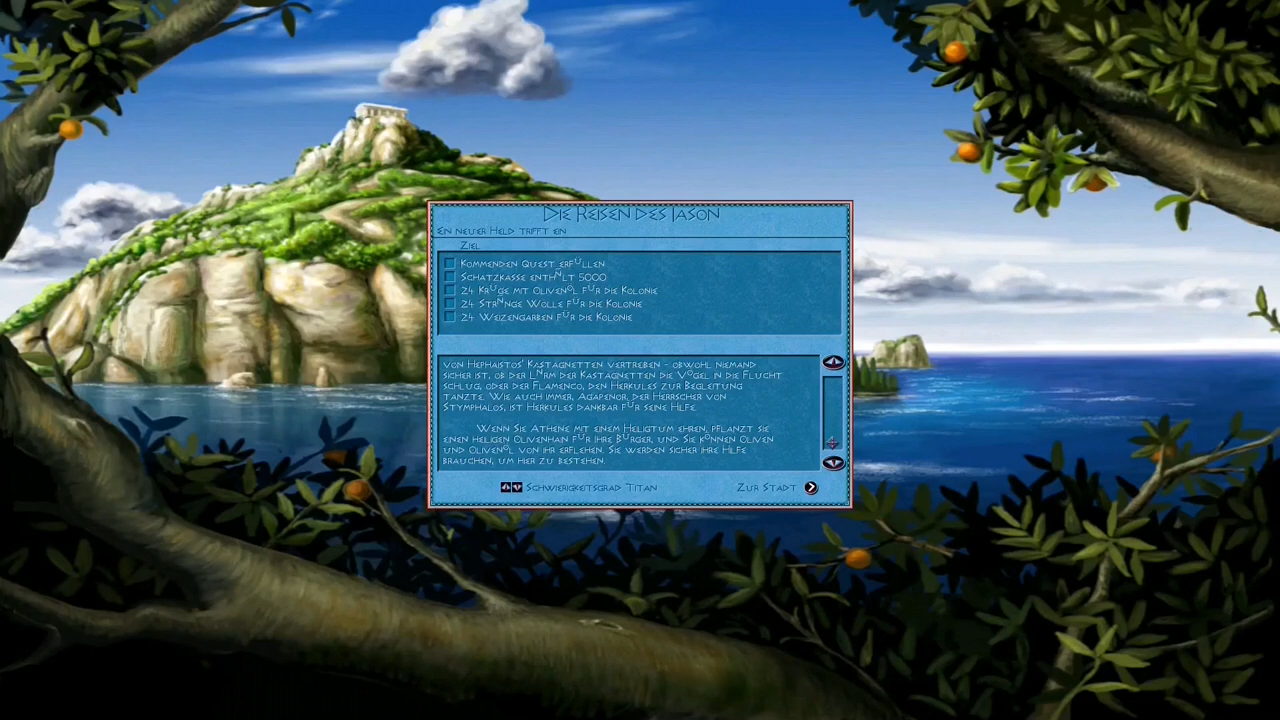 Die Reisen des Jason
Ein neuer Held trifft ein
Ziel
Kommenden Quest erfüllen
Schatzkasse enthält 5000
24 Krüge mit Olivenöl für die Kolonie
24 Stränge Wolle für die Kolonie
24 Weizengarben für die Kolonie
von Hephaistos' Kastagnetten vertreben - obwohl niemand
sicher ist, ob der Lärm der Kastagnetten die Vögel in die Flucht
schlug, oder der Flamenco, den Herkules zur Begleitung
tanzte. Wie auch immer, Agapenor, der Herrscher von
Stymphalos, ist Herkules dankbar für seine Hilfe.
Wenn Sie Athene mit einem Heiligtum ehren, pflanzt sie
einen heiligen Olivenhain für ihre Bürger, und Sie können Oliven
und Olivenöl von ihr erflehen. Sie werden sicher ihre Hilfe
brauchen, um hier zu bestehen.
Schwierigkeitsgrad Titan
Zur Stadt